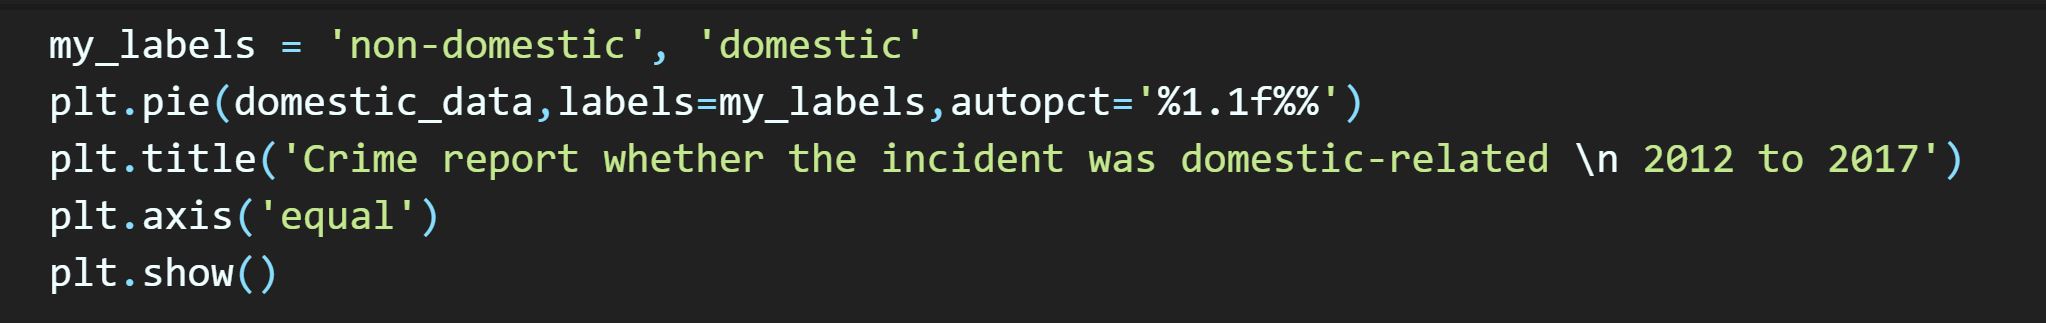 my_labels = 'non-domestic', 'domestic'
plt.pie(domestic_data,labels=my_labels,autopct='%1.1f%%')
plt.title('Crime report whether the incident was domestic-related \n 2012 to 2017')
plt.axis('equal')
plt.show()